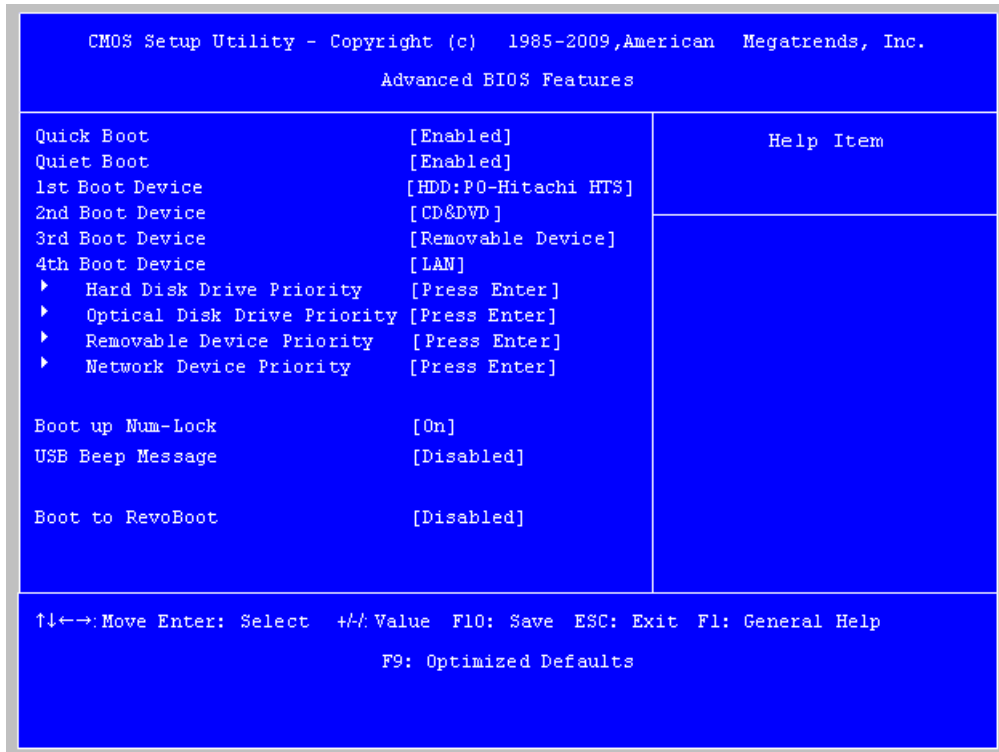 CMOS Setup Utility - Copyright (c) 1985-2009,American Megatrends, Inc.
Advanced BIOS Features
Quick Boot [Enabled]
Help Item
Quiet Boot [Enabled]
1st Boot Device [HDD:P0-Hitachi HTS]
2nd Boot Device [CD&DVD]
3rd Boot Device [Removable Device]
4th Boot Device [LAN]
Hard Disk Drive Priority [Press Enter]
Optical Disk Drive Priority [Press Enter]
Removable Device Priority [Press Enter]
Network Device Priority [Press Enter]
Boot up Num-Lock [On]
USB Beep Message [Disabled]
Boot to RevoBoot [Disabled]
↑↓←→:Move Enter: Select +/-/: Value F10: Save ESC: Exit F1: General Help
F9: Optimized Defaults